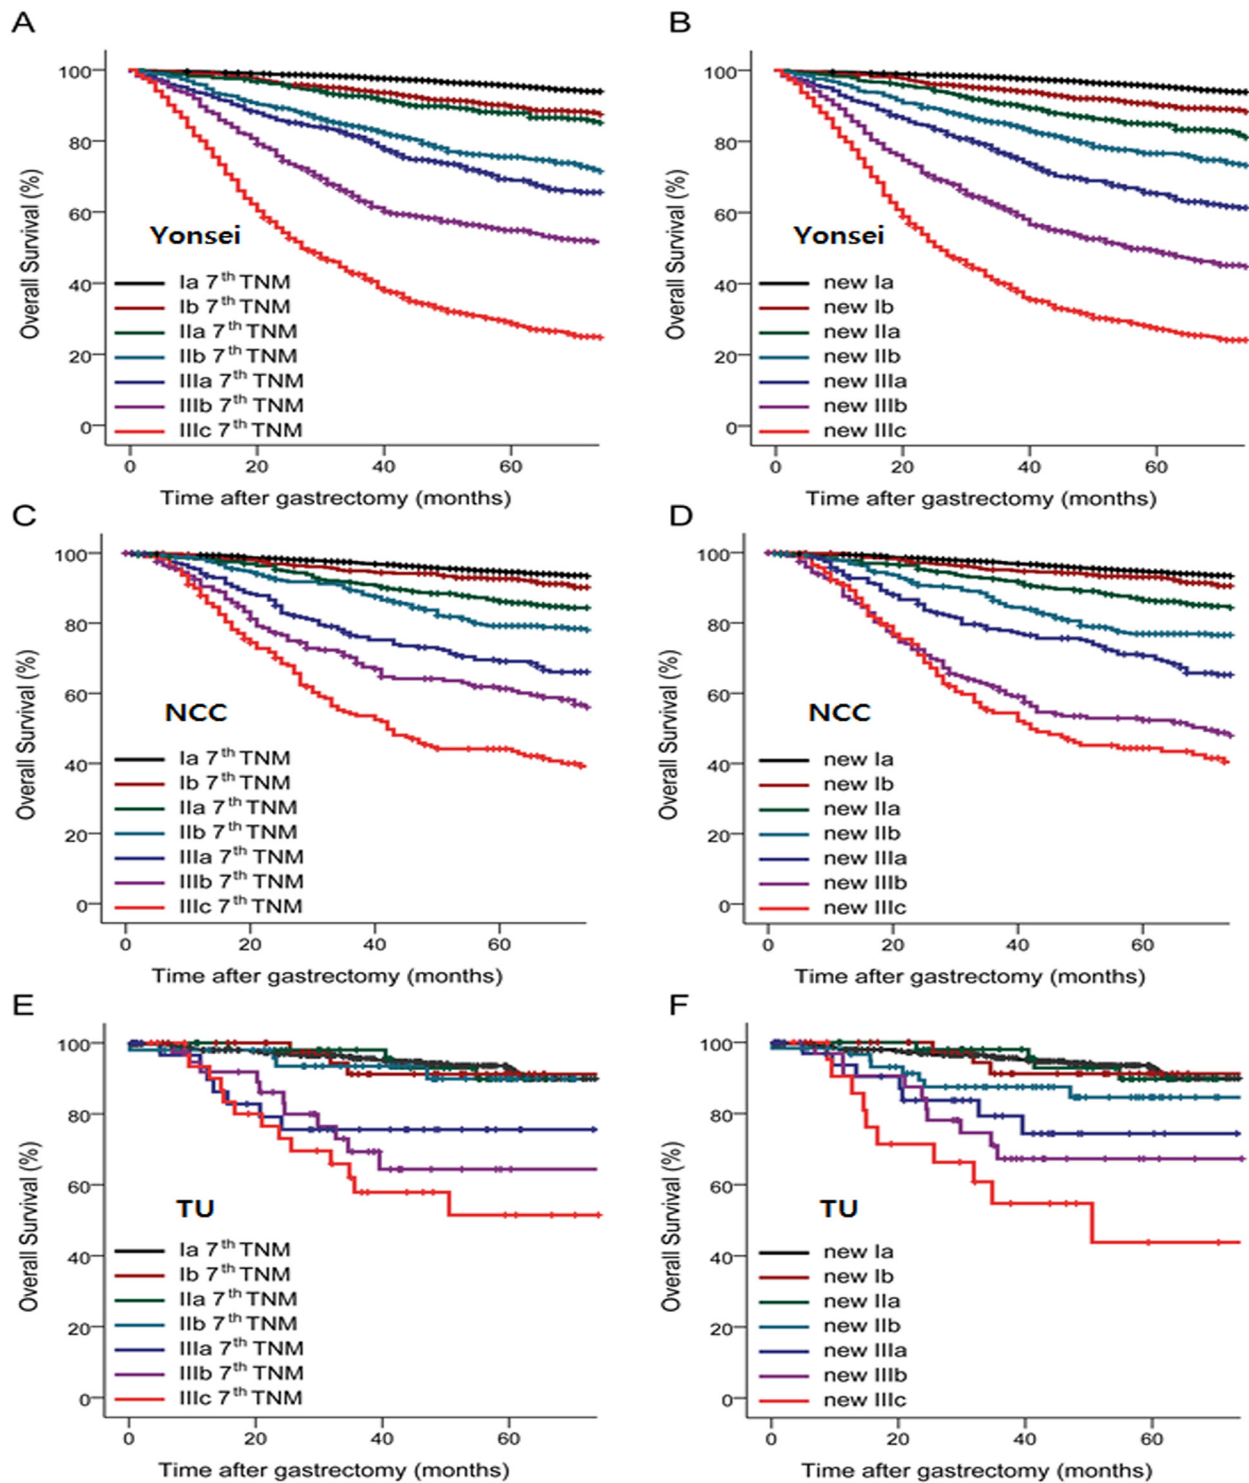 A
Overall Survival (%)
100
80
60
40
20
0
Yonsei
Ia 7th TNM
Ib 7th TNM
IIa 7th TNM
IIb 7th TNM
IIIa 7th TNM
IIIb 7th TNM
IIIc 7th TNM
0 20 40 60
Time after gastrectomy (months)
B
Overall Survival (%)
100
80
60
40
20
0
Yonsei
new Ia
new Ib
new IIa
new IIb
new IIIa
new IIIb
new IIIc
0 20 40 60
Time after gastrectomy (months)
C
Overall Survival (%)
100
80
60
40
20
0
NCC
Ia 7th TNM
Ib 7th TNM
IIa 7th TNM
IIb 7th TNM
IIIa 7th TNM
IIIb 7th TNM
IIIc 7th TNM
0 20 40 60
Time after gastrectomy (months)
D
Overall Survival (%)
100
80
60
40
20
0
NCC
new Ia
new Ib
new IIa
new IIb
new IIIa
new IIIb
new IIIc
0 20 40 60
Time after gastrectomy (months)
E
Overall Survival (%)
100
80
60
40
20
0
TU
Ia 7th TNM
Ib 7th TNM
IIa 7th TNM
IIb 7th TNM
IIIa 7th TNM
IIIb 7th TNM
IIIc 7th TNM
0 20 40 60
Time after gastrectomy (months)
F
Overall Survival (%)
100
80
60
40
20
0
TU
new Ia
new Ib
new IIa
new IIb
new IIIa
new IIIb
new IIIc
0 20 40 60
Time after gastrectomy (months)